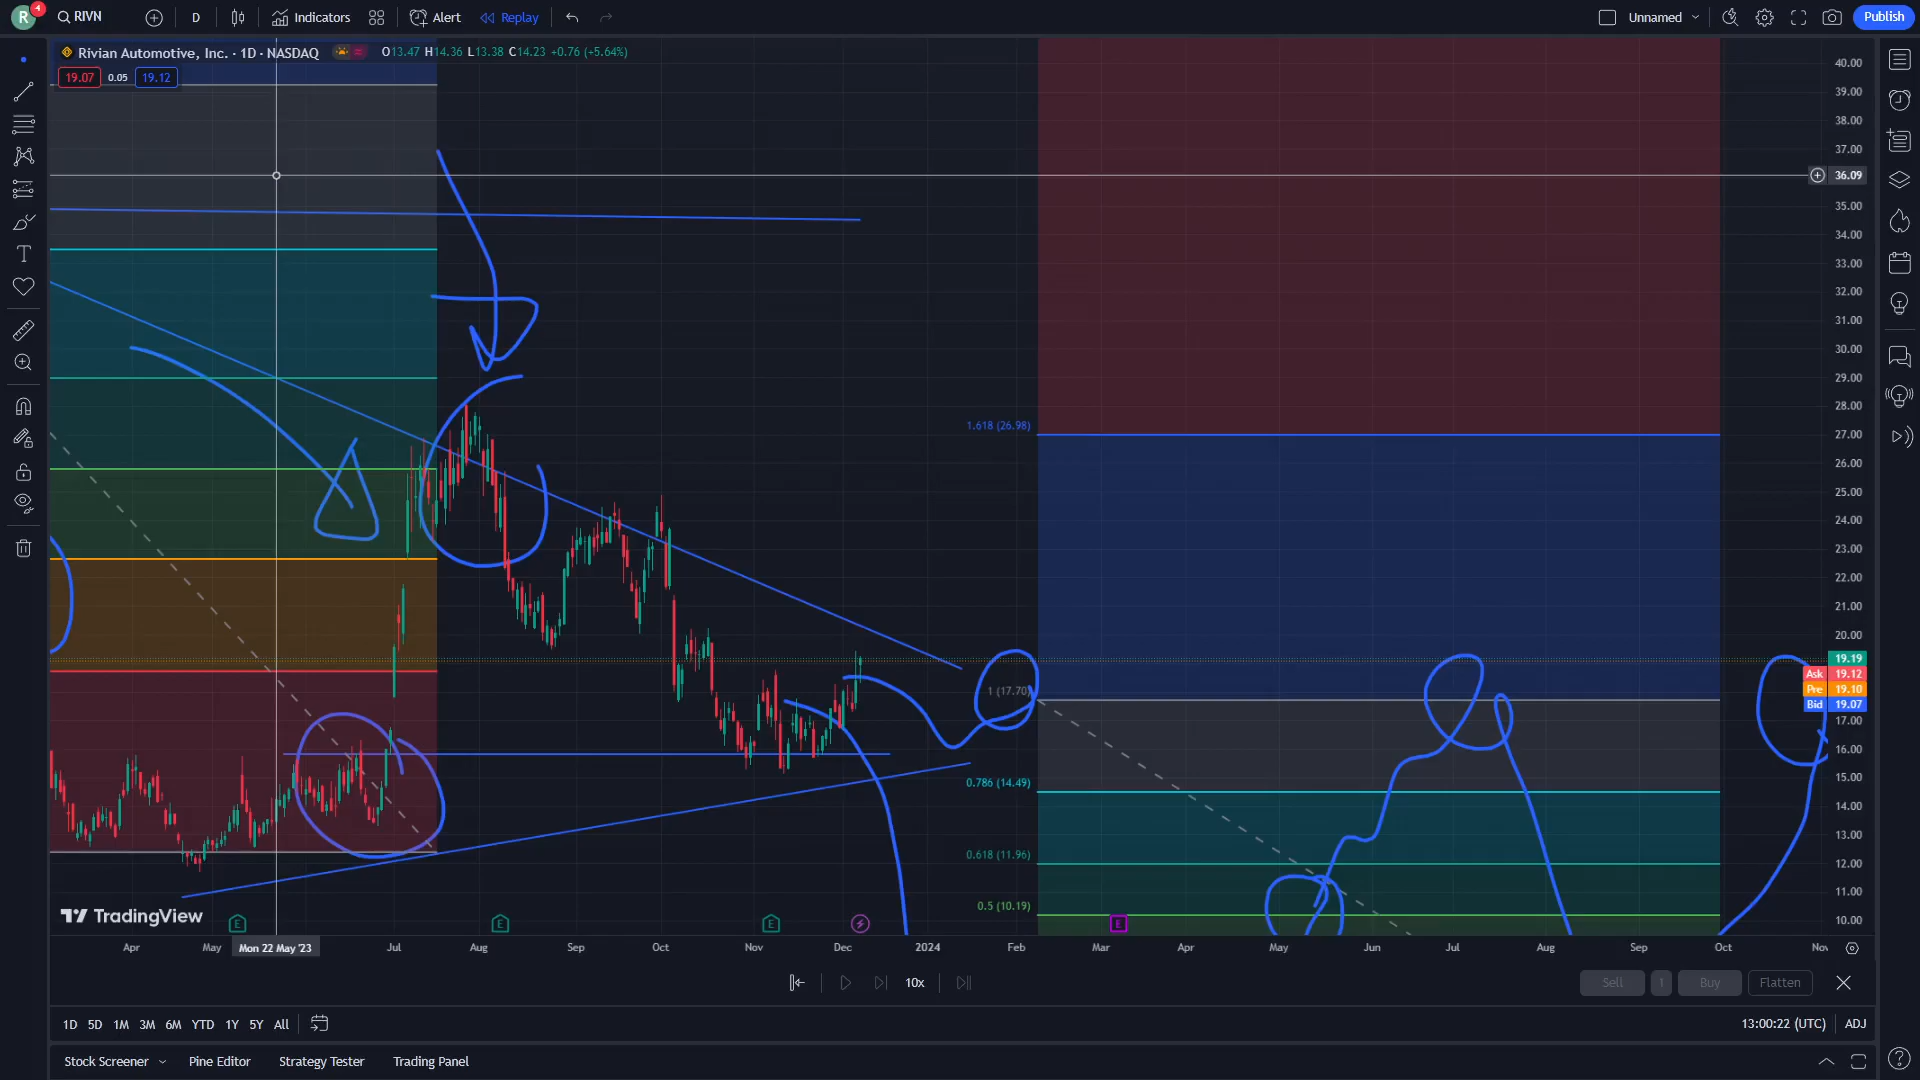 R 4 RIVN D Indicators Alert Replay Unnamed Publish
Rivian Automotive, Inc. · 1D · NASDAQ O13.47 H14.36 L13.38 C14.23 +0.76 (+5.64%)
19.07 0.05 19.12
40.00
39.00
38.00
37.00
36.09
35.00
34.00
33.00
32.00
31.00
30.00
29.00
28.00
1.618 (26.98)
27.00
26.00
25.00
24.00
23.00
22.00
21.00
20.00
19.19
Ask 19.12
Pre 19.10
1 (17.70)
Bid 19.07
17.00
16.00
15.00
0.786 (14.49)
14.00
13.00
0.618 (11.96)
12.00
11.00
0.5 (10.19)
10.00
TradingView
E E E E
Apr May Mon 22 May '23 Jul Aug Sep Oct Nov Dec 2024 Feb Mar Apr May Jun Jul Aug Sep Oct Nov
10x Sell 1 Buy Flatten
1D 5D 1M 3M 6M YTD 1Y 5Y All 13:00:22 (UTC) ADJ
Stock Screener Pine Editor Strategy Tester Trading Panel